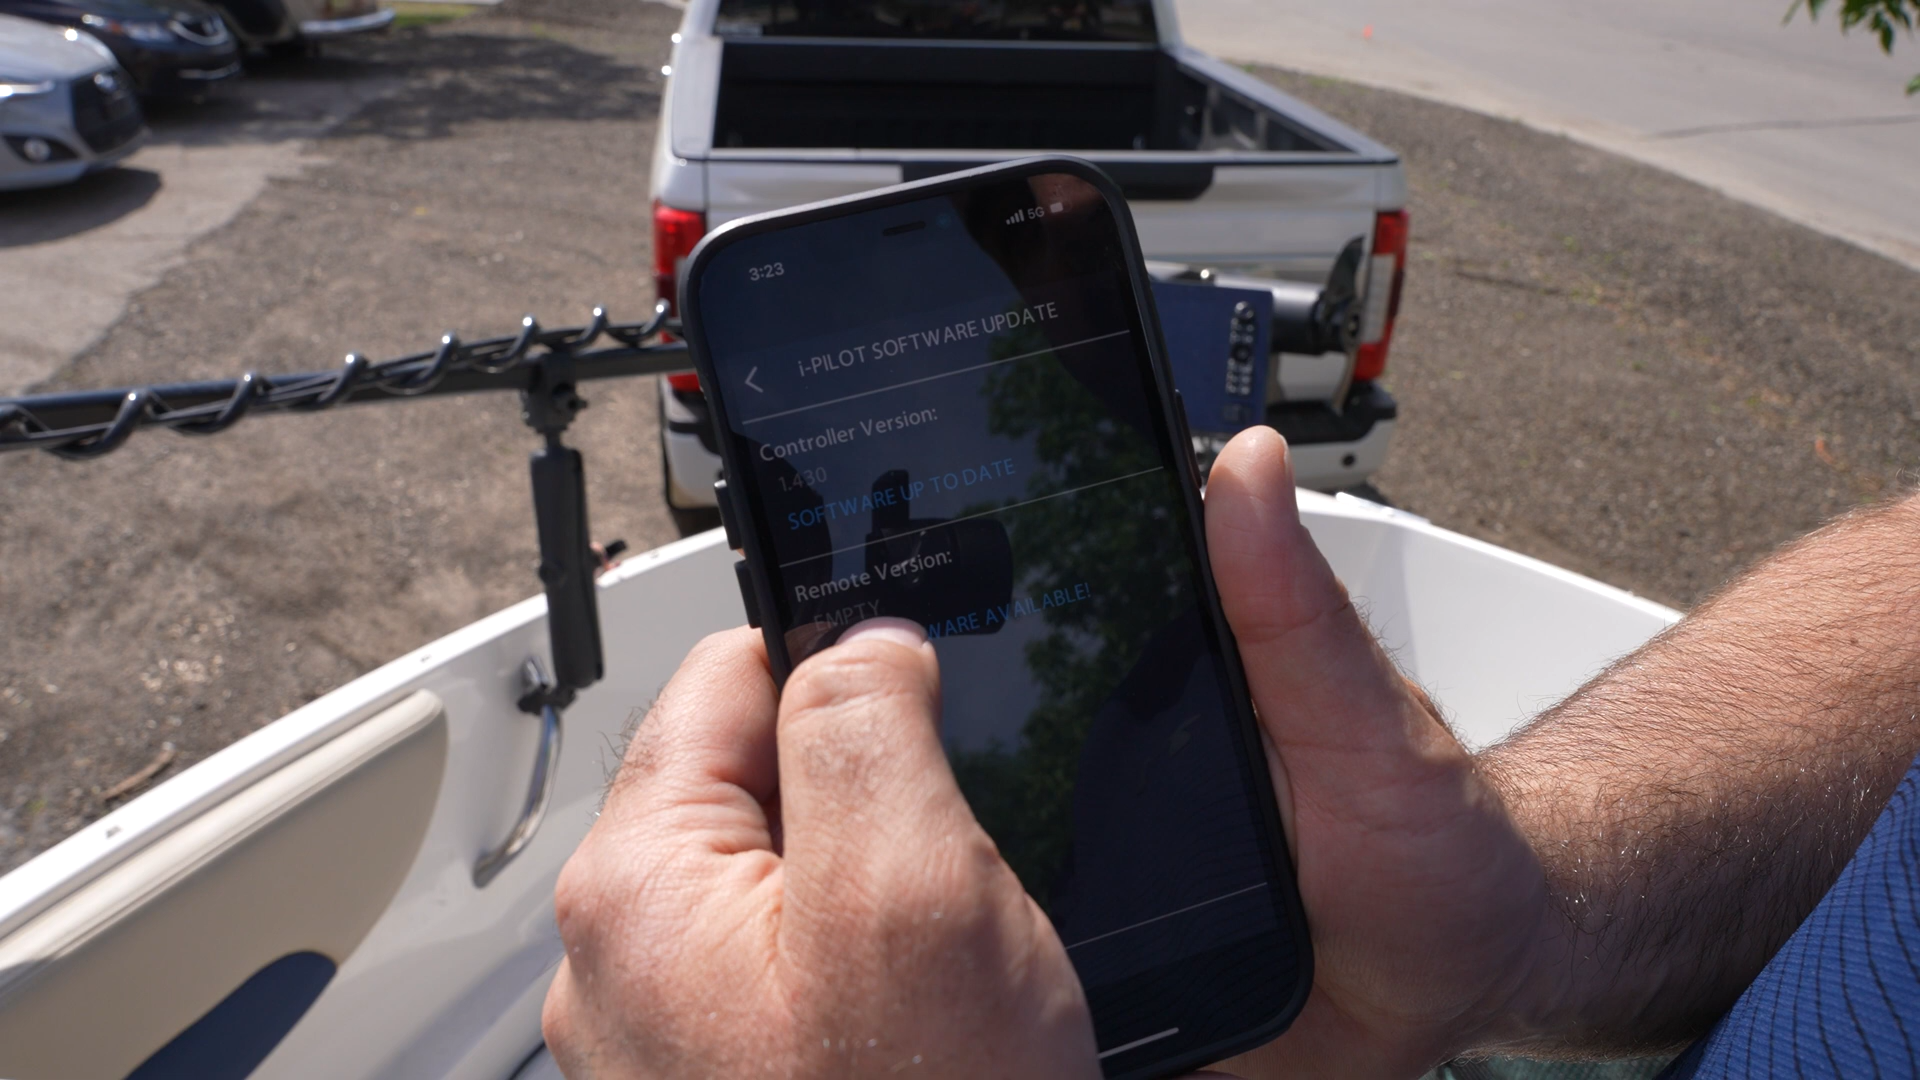 3:23
5G
i-PILOT SOFTWARE UPDATE
Controller Version:
1.430
SOFTWARE UP TO DATE
Remote Version:
EMPTY
WARE AVAILABLE!